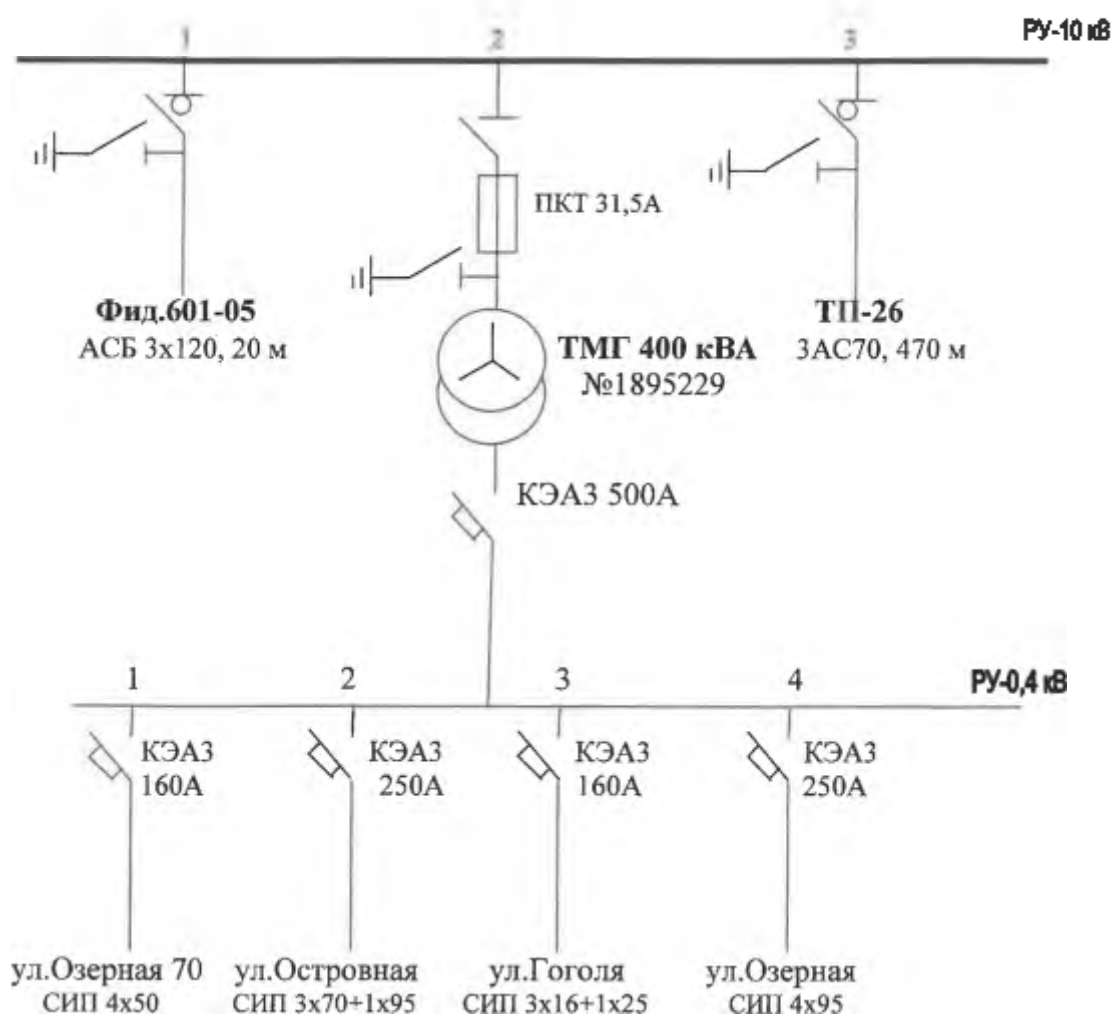 1
2
3
РУ-10 кВ
ПКТ 31,5А
Фид.601-05
АСБ 3х120, 20 м
ТМГ 400 кВА
№1895229
ТП-26
3АС70, 470 м
КЭАЗ 500А
1
2
3
4
РУ-0,4 кВ
КЭАЗ
160А
КЭАЗ
250А
КЭАЗ
160А
КЭАЗ
250А
ул.Озерная 70
СИП 4х50
ул.Островная
СИП 3х70+1х95
ул.Гоголя
СИП 3х16+1х25
ул.Озерная
СИП 4х95